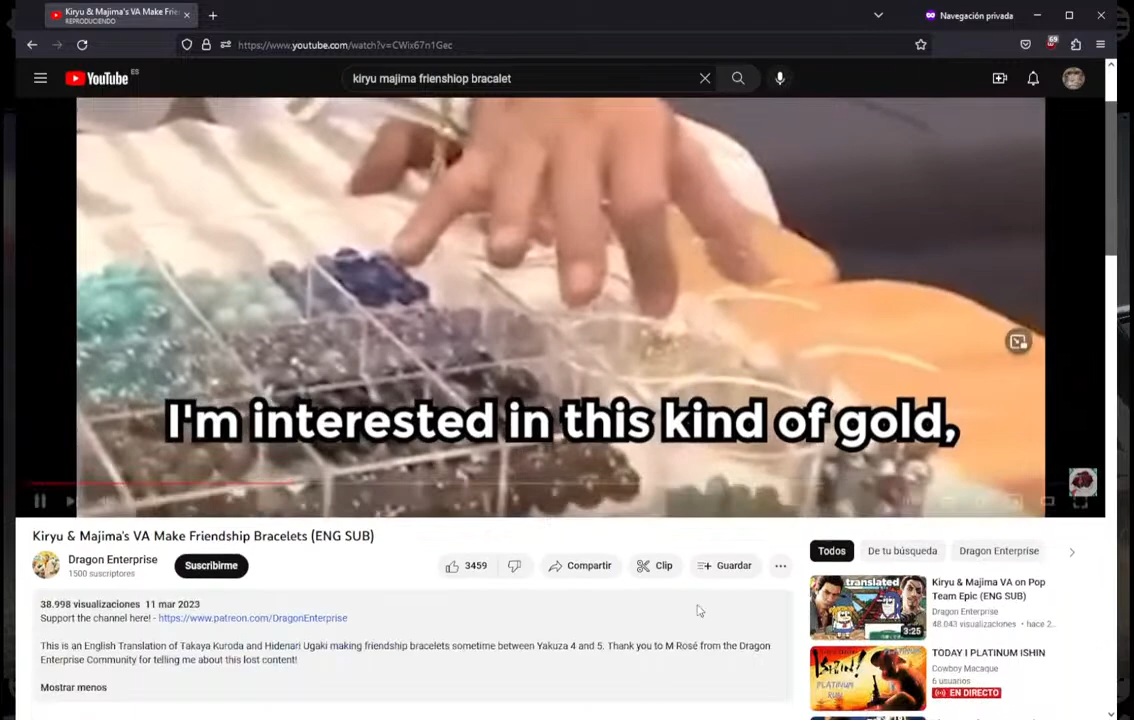 Kiryu & Majima's VA Make Frie
REPRODUCIENDO
Navegación privada
https://www.youtube.com/watch?v=CWix67n1Gec
69
YouTube ES
kiryu majima frienshiop bracalet
I'm interested in this kind of gold,
Kiryu & Majima's VA Make Friendship Bracelets (ENG SUB)
Dragon Enterprise
1500 suscriptores
Suscribirme
3459
Compartir
Clip
Guardar
38.998 visualizaciones 11 mar 2023
Support the channel here! - https://www.patreon.com/DragonEnterprise
This is an English Translation of Takaya Kuroda and Hidenari Ugaki making friendship bracelets sometime between Yakuza 4 and 5. Thank you to M Rosé from the Dragon
Enterprise Community for telling me about this lost content!
Mostrar menos
Todos
De tu búsqueda
Dragon Enterprise
translated
3:25
Kiryu & Majima VA on Pop
Team Epic (ENG SUB)
Dragon Enterprise
48.043 visualizaciones • hace 2...
ISHIN!
PLATINUM
RUN
TODAY I PLATINUM ISHIN
Cowboy Macaque
6 usuarios
EN DIRECTO